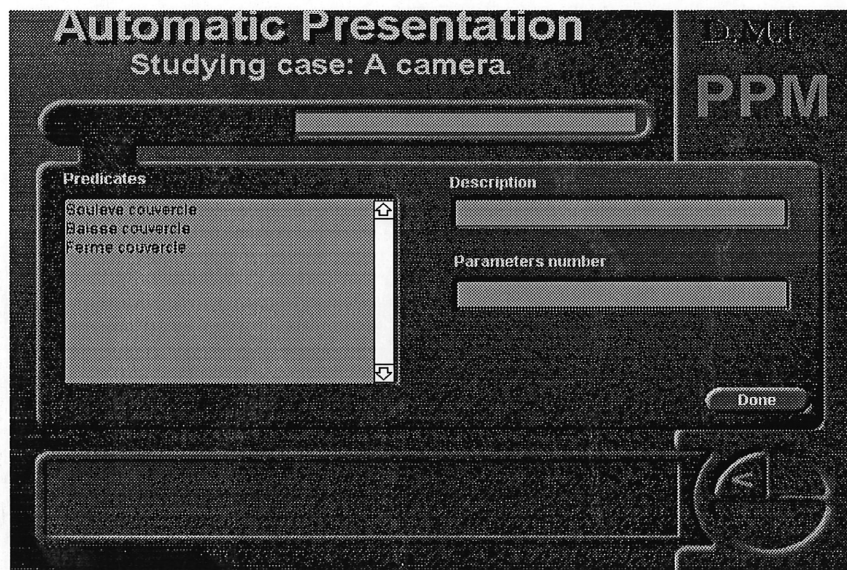 Automatic Presentation
Studying case: A camera.
D.M.I.
PPM
Predicates
Souleve couvercle
Baisse couvercle
Ferme couvercle
Description
Parameters number
Done
<